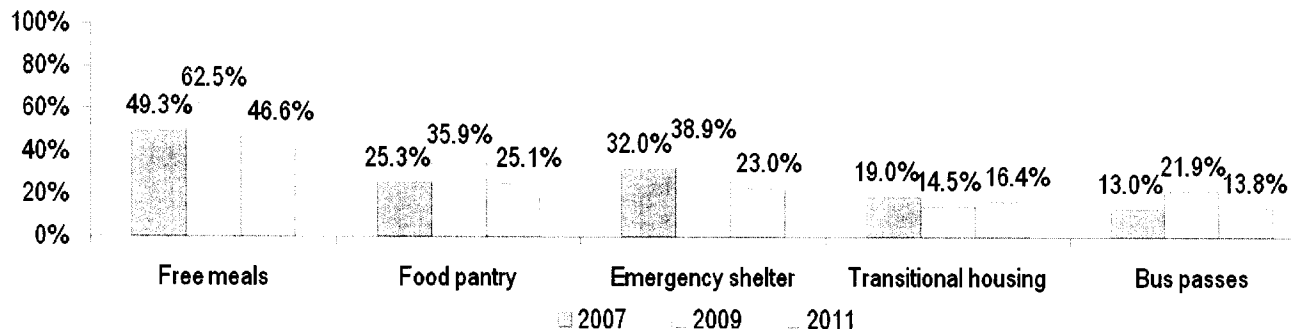 100%
80%
60%
40%
20%
0%
49.3% 62.5% 46.6%
25.3% 35.9% 25.1%
32.0% 38.9% 23.0%
19.0% 14.5% 16.4%
13.0% 21.9% 13.8%
Free meals Food pantry Emergency shelter Transitional housing Bus passes
2007 2009 2011